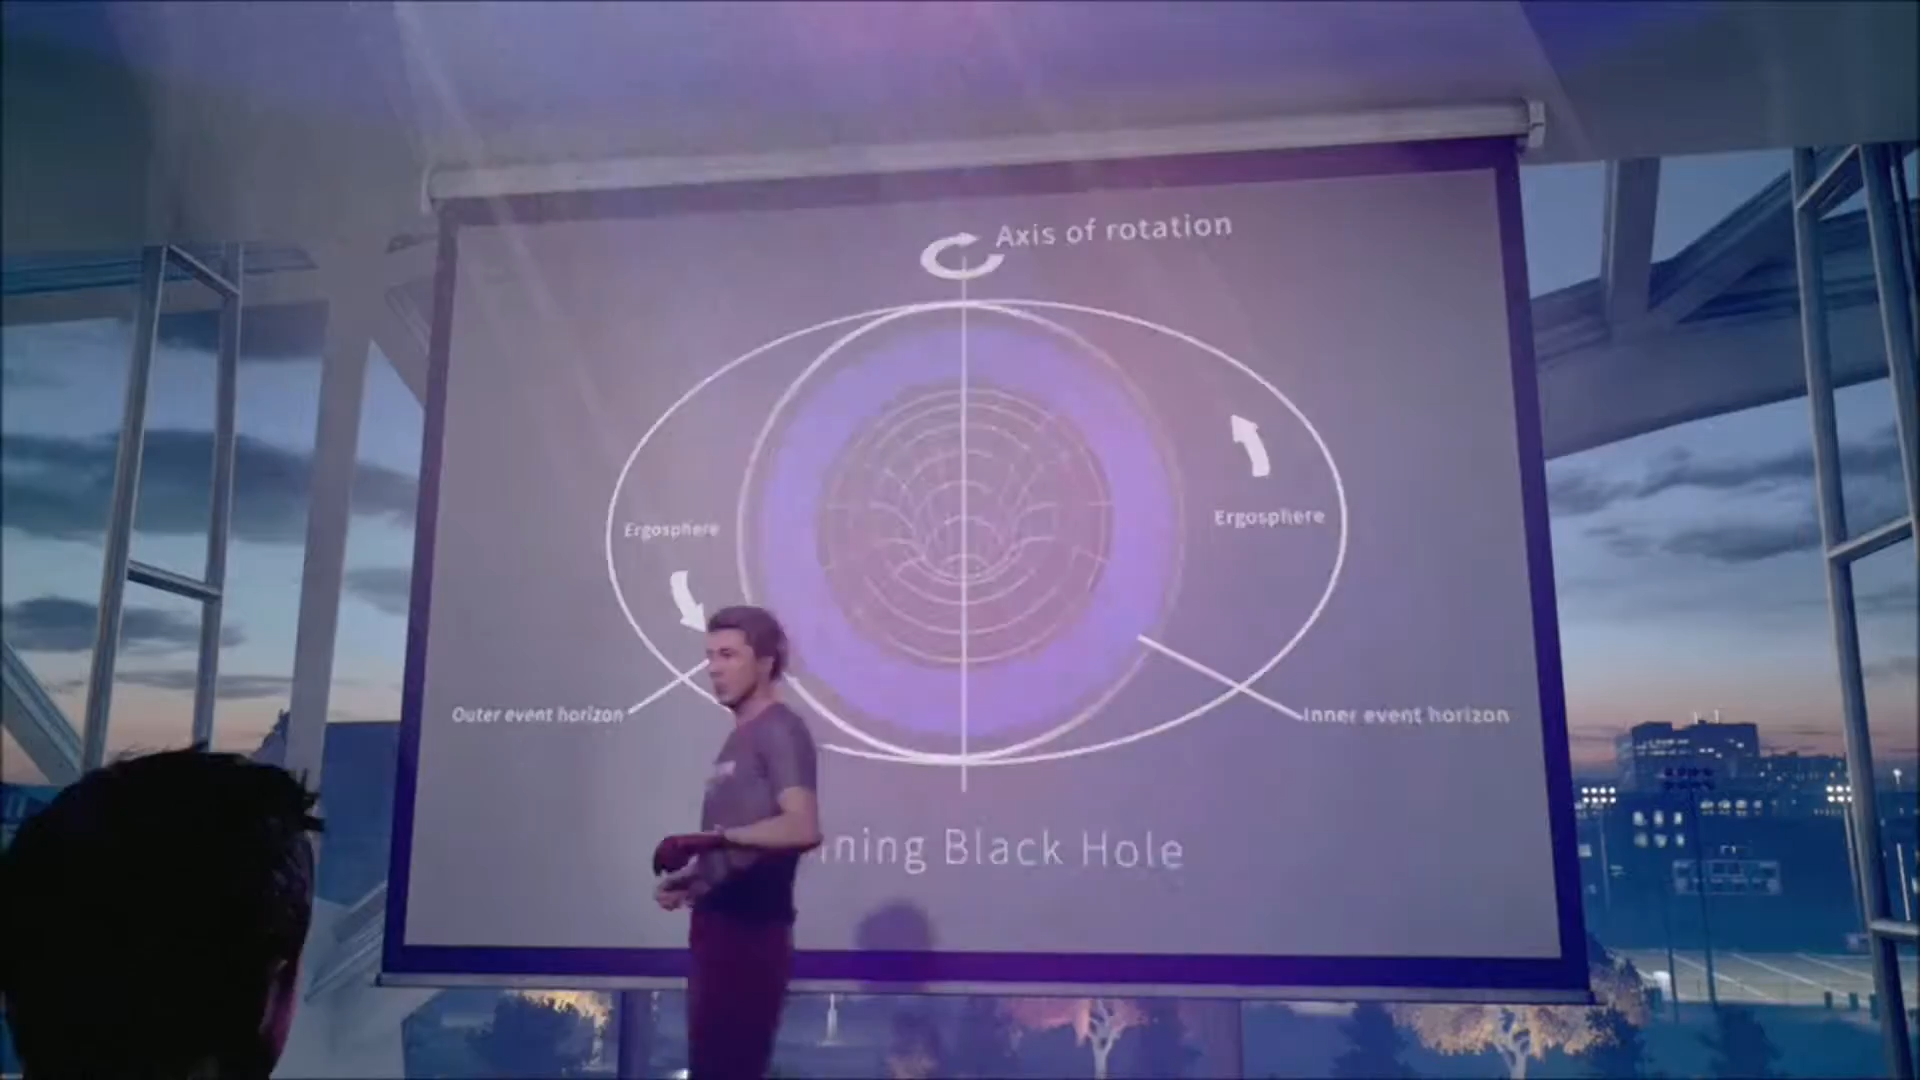 Axis of rotation
Ergosphere
Ergosphere
Outer event horizon
Inner event horizon
ning Black Hole